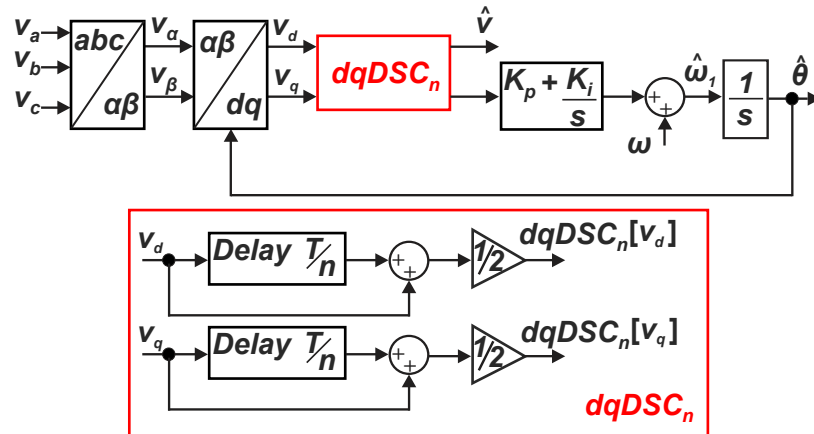 v_a
v_b
v_c
abc
αβ
v_α
v_β
αβ
dq
v_d
v_q
dqDSC_n
v̂
K_p + K_i/s
+
+
ω
ω̂_1
1/s
θ̂
v_d
Delay T/n
+
+
1/2
dqDSC_n[v_d]
v_q
Delay T/n
+
+
1/2
dqDSC_n[v_q]
dqDSC_n